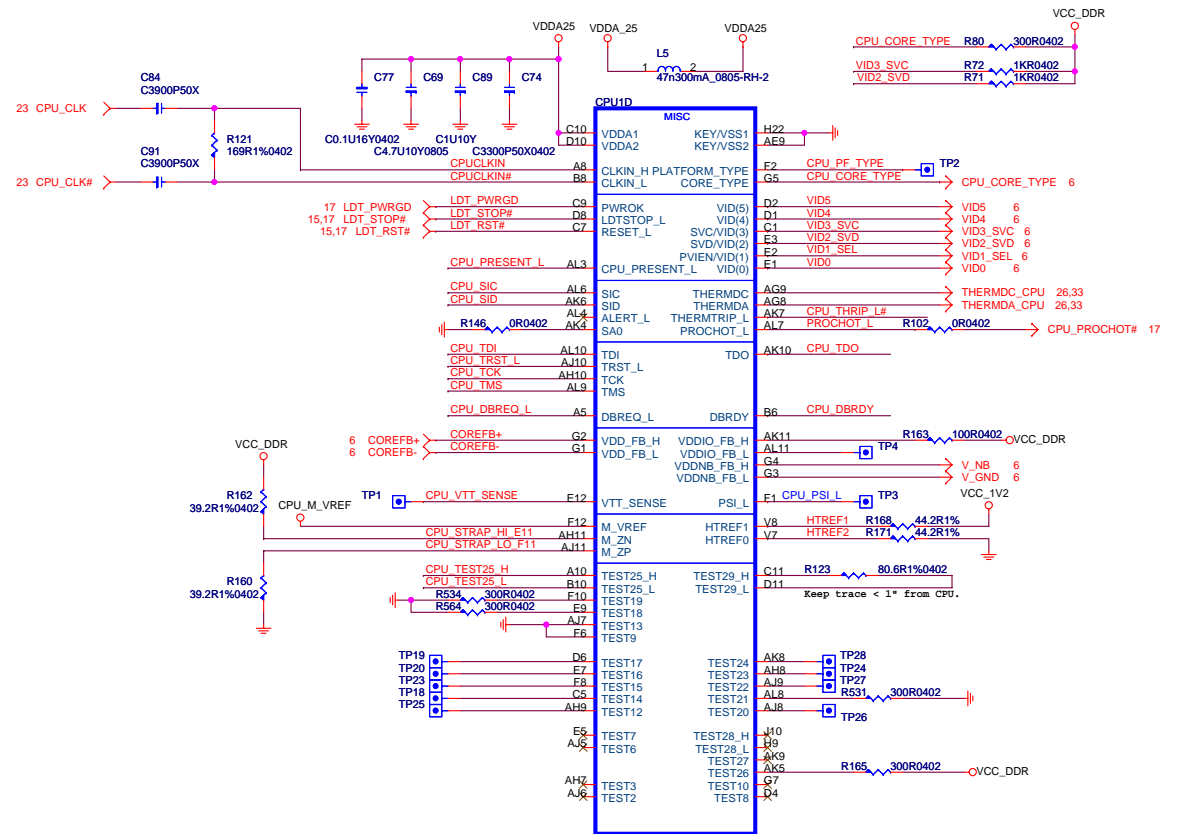 VDDA25
VDDA_25
VDDA25
VCC_DDR
L5
1
2
47n300mA_0805-RH-2
CPU_CORE_TYPE
R80
300R0402
VID3_SVC
R72
1KR0402
VID2_SVD
R71
1KR0402
C77
C69
C89
C74
C0.1U16Y0402
C1U10Y
C4.7U10Y0805
C3300P50X0402
C84
C3900P50X
23 CPU_CLK
R121
169R1%0402
C91
C3900P50X
23 CPU_CLK#
CPU1D
MISC
C10 VDDA1
D10 VDDA2
KEY/VSS1 H22
KEY/VSS2 AE9
CPUCLKIN A8 CLKIN_H
CPUCLKIN# B8 CLKIN_L
PLATFORM_TYPE F2 CPU_PF_TYPE TP2
CORE_TYPE G5 CPU_CORE_TYPE CPU_CORE_TYPE 6
17 LDT_PWRGD LDT_PWRGD C9 PWROK
15,17 LDT_STOP# LDT_STOP# D8 LDTSTOP_L
15,17 LDT_RST# LDT_RST# C7 RESET_L
VID(5) D2 VID5 VID5 6
VID(4) D1 VID4 VID4 6
SVC/VID(3) C1 VID3_SVC VID3_SVC 6
SVD/VID(2) E3 VID2_SVD VID2_SVD 6
PVIEN/VID(1) E2 VID1_SEL VID1_SEL 6
VID(0) E1 VID0 VID0 6
CPU_PRESENT_L AL3 CPU_PRESENT_L
CPU_SIC AL6 SIC
CPU_SID AK6 SID
AL4 ALERT_L
R146 0R0402 AK4 SA0
THERMDC AG9 THERMDC_CPU 26,33
THERMDA AG8 THERMDA_CPU 26,33
THERMTRIP_L AK7 CPU_THRIP_L#
PROCHOT_L AL7 PROCHOT_L R102 0R0402 CPU_PROCHOT# 17
CPU_TDI AL10 TDI
CPU_TRST_L AJ10 TRST_L
CPU_TCK AH10 TCK
CPU_TMS AL9 TMS
TDO AK10 CPU_TDO
CPU_DBREQ_L A5 DBREQ_L
DBRDY B6 CPU_DBRDY
6 COREFB+ COREFB+ G2 VDD_FB_H
6 COREFB- COREFB- G1 VDD_FB_L
VDDIO_FB_H AK11 R163 100R0402 VCC_DDR
VDDIO_FB_L AL11 TP4
VDDNB_FB_H G4 V_NB 6
VDDNB_FB_L G3 V_GND 6
VCC_DDR
TP1 CPU_VTT_SENSE E12 VTT_SENSE
PSI_L F1 CPU_PSI_L TP3
VCC_1V2
R162
39.2R1%0402
CPU_M_VREF
F12 M_VREF
CPU_STRAP_HI_E11 AH11 M_ZN
CPU_STRAP_LO_F11 AJ11 M_ZP
HTREF1 V8 HTREF1 R168 44.2R1%
HTREF0 V7 HTREF2 R171 44.2R1%
R160
39.2R1%0402
CPU_TEST25_H A10 TEST25_H
CPU_TEST25_L B10 TEST25_L
R534 300R0402 F10 TEST19
R564 300R0402 E9 TEST18
AJ7 TEST13
F6 TEST9
TEST29_H C11 R123 80.6R1%0402
TEST29_L D11
Keep trace < 1" from CPU.
TP19 D6 TEST17
TP20 E7 TEST16
TP23 F8 TEST15
TP18 C5 TEST14
TP25 AH9 TEST12
TEST24 AK8 TP28
TEST23 AH8 TP24
TEST22 AJ9 TP27
TEST21 AL8 R531 300R0402
TEST20 AJ8 TP26
E5 TEST7
AJ5 TEST6
TEST28_H J10
TEST28_L H9
TEST27 AK9
TEST26 AK5 R165 300R0402 VCC_DDR
AH7 TEST3
AJ6 TEST2
TEST10 G7
TEST8 D4